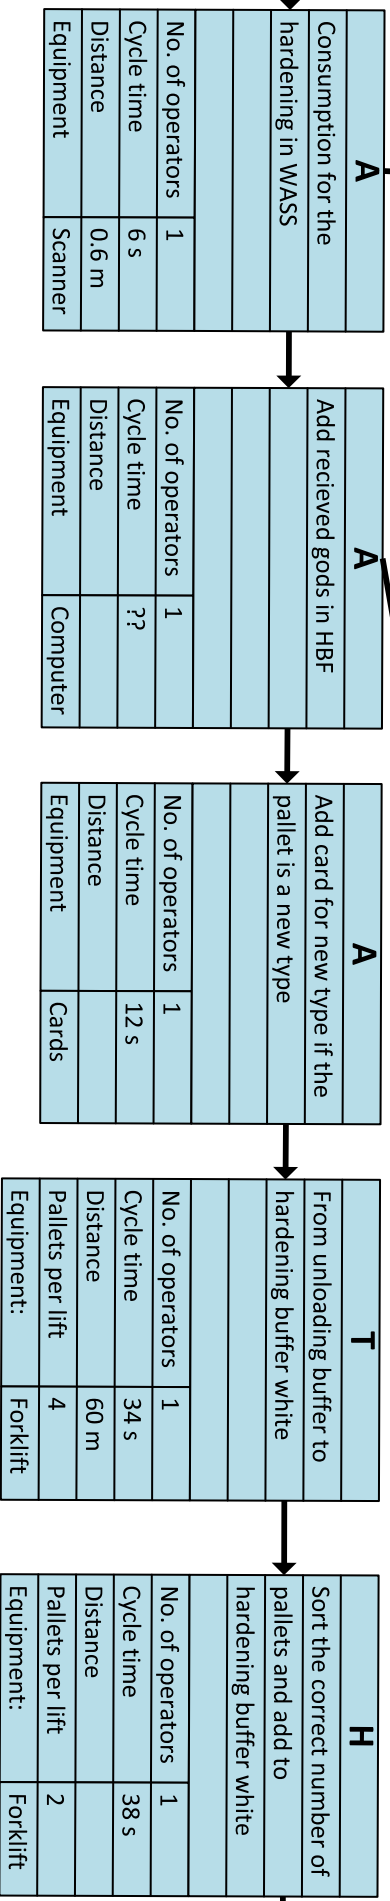 A
Consumption for the
hardening in WASS
No. of operators 1
Cycle time 6 s
Distance 0.6 m
Equipment Scanner
A
Add recieved gods in HBF
No. of operators 1
Cycle time ??
Distance
Equipment Computer
A
Add card for new type if the
pallet is a new type
No. of operators 1
Cycle time 12 s
Distance
Equipment Cards
T
From unloading buffer to
hardening buffer white
No. of operators 1
Cycle time 34 s
Distance 60 m
Pallets per lift 4
Equipment: Forklift
H
Sort the correct number of
pallets and add to
hardening buffer white
No. of operators 1
Cycle time 38 s
Distance
Pallets per lift 2
Equipment: Forklift